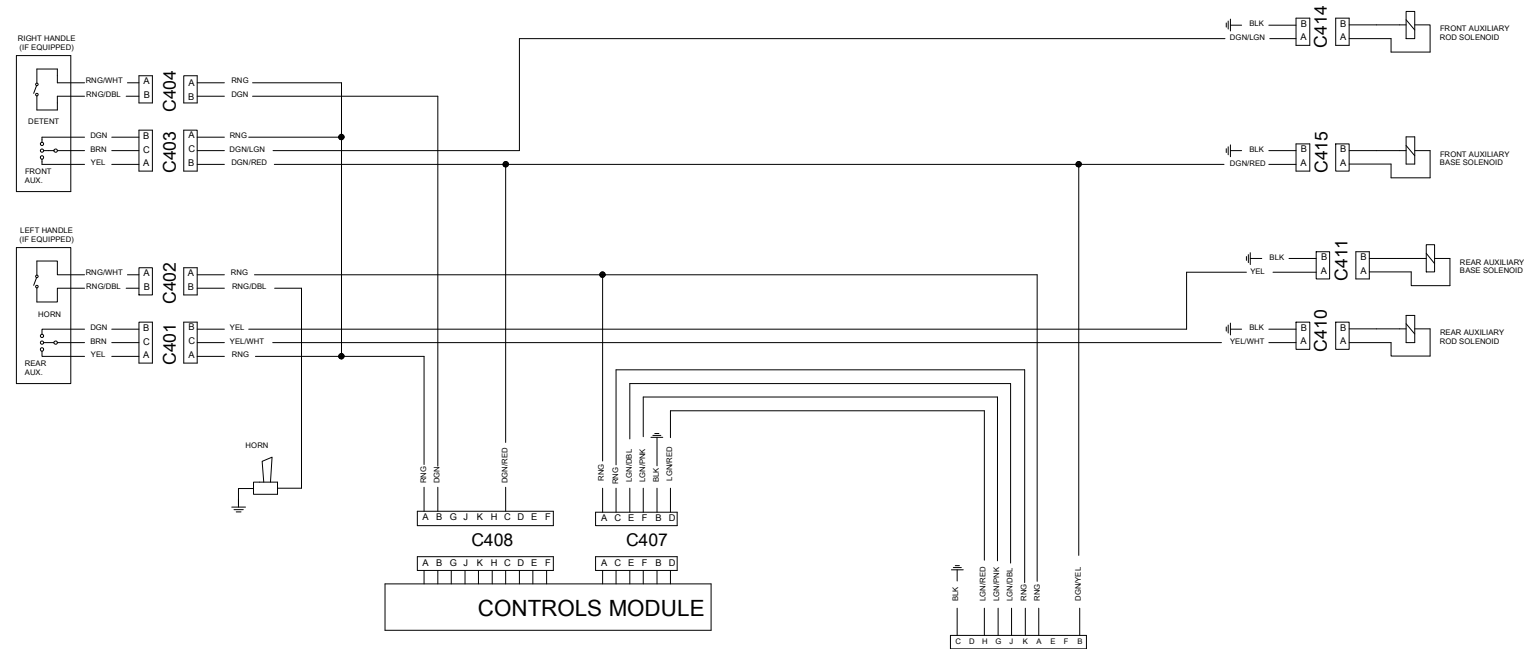 RIGHT HANDLE
(IF EQUIPPED)
RNG/WHT A A RNG
RNG/DBL B B DGN
C404
DETENT
DGN B A RNG
BRN C C DGN/LGN
YEL A B DGN/RED
C403
FRONT
AUX.
LEFT HANDLE
(IF EQUIPPED)
RNG/WHT A A RNG
RNG/DBL B B RNG/DBL
C402
HORN
DGN B B YEL
BRN C C YEL/WHT
YEL A A RNG
C401
REAR
AUX.
HORN
BLK B B
DGN/LGN A A
C414
FRONT AUXILIARY
ROD SOLENOID
BLK B B
DGN/RED A A
C415
FRONT AUXILIARY
BASE SOLENOID
BLK B B
YEL A A
C411
REAR AUXILIARY
BASE SOLENOID
BLK B B
YEL/WHT A A
C410
REAR AUXILIARY
ROD SOLENOID
RNG
DGN
DGN/RED
A B G J K H C D E F
C408
A B G J K H C D E F
RNG
RNG
LGN/DBL
LGN/PNK
BLK
LGN/RED
A C E F B D
C407
A C E F B D
CONTROLS MODULE
BLK
LGN/RED
LGN/PNK
LGN/DBL
RNG
RNG
DGN/YEL
C D H G J K A E F B